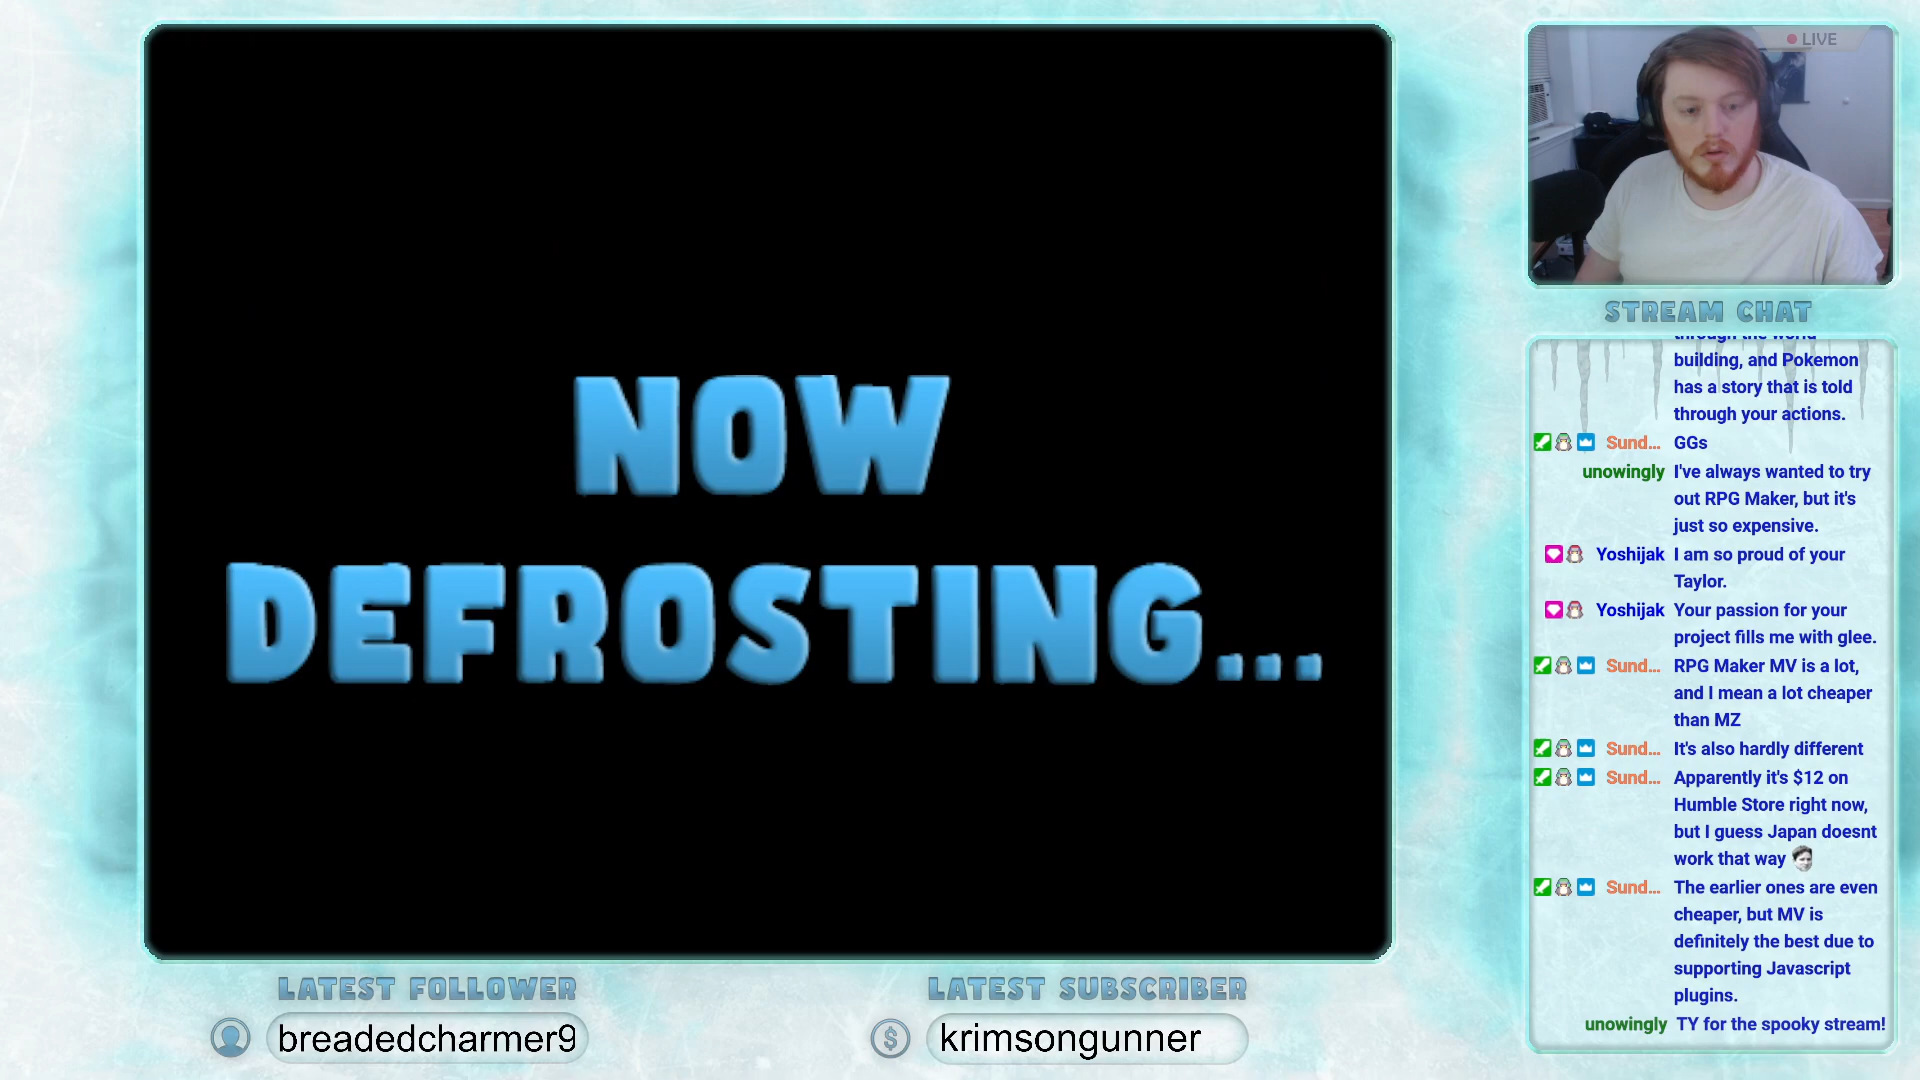 LIVE
NOW
DEFROSTING...
STREAM CHAT
through the world
building, and Pokemon
has a story that is told
through your actions.
Sund... GGs
unowingly I've always wanted to try
out RPG Maker, but it's
just so expensive.
Yoshijak I am so proud of your
Taylor.
Yoshijak Your passion for your
project fills me with glee.
Sund... RPG Maker MV is a lot,
and I mean a lot cheaper
than MZ
Sund... It's also hardly different
Sund... Apparently it's $12 on
Humble Store right now,
but I guess Japan doesnt
work that way
Sund... The earlier ones are even
cheaper, but MV is
definitely the best due to
supporting Javascript
plugins.
unowingly TY for the spooky stream!
LATEST FOLLOWER
breadedcharmer9
LATEST SUBSCRIBER
$
krimsongunner